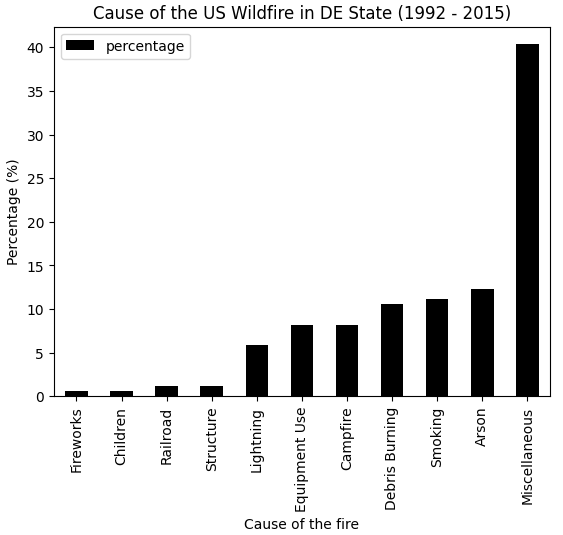 Cause of the US Wildfire in DE State (1992 - 2015)
percentage
Percentage (%)
40
35
30
25
20
15
10
5
0
Fireworks
Children
Railroad
Structure
Lightning
Equipment Use
Campfire
Debris Burning
Smoking
Arson
Miscellaneous
Cause of the fire